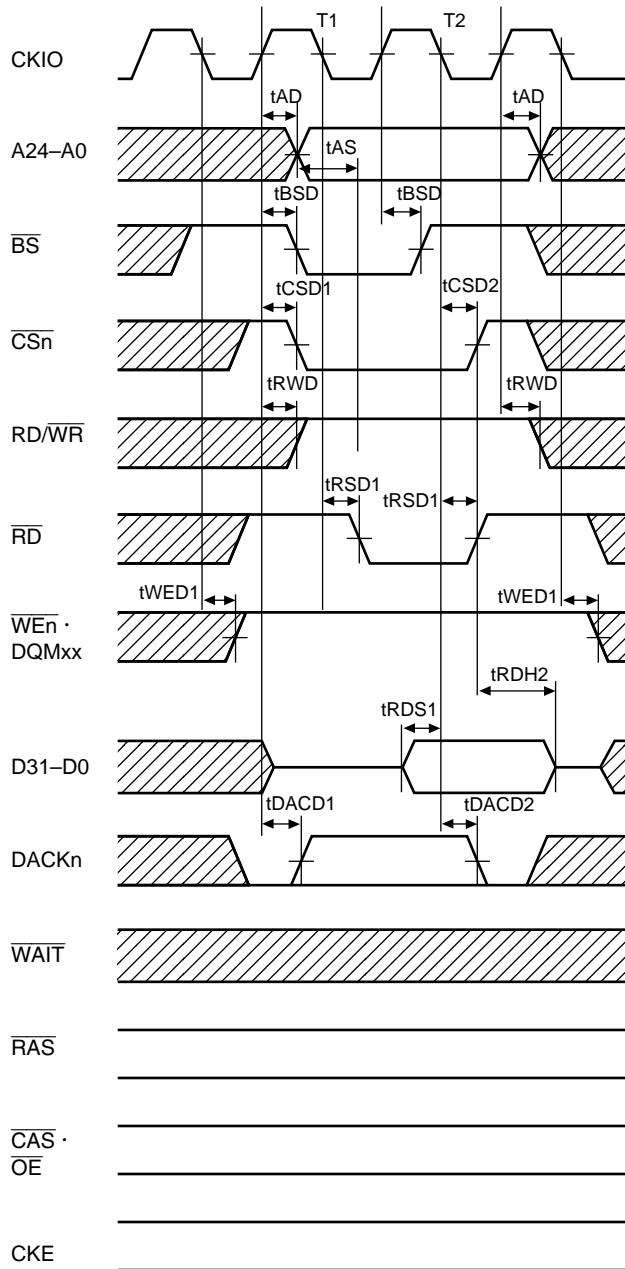 T1 T2
CKIO
tAD tAD
A24–A0
tAS
tBSD tBSD
BS
tCSD1 tCSD2
CSn
tRWD tRWD
RD/WR
tRSD1 tRSD1
RD
tWED1 tWED1
WEn ·
DQMxx
tRDH2
tRDS1
D31–D0
tDACD1 tDACD2
DACKn
WAIT
RAS
CAS ·
OE
CKE